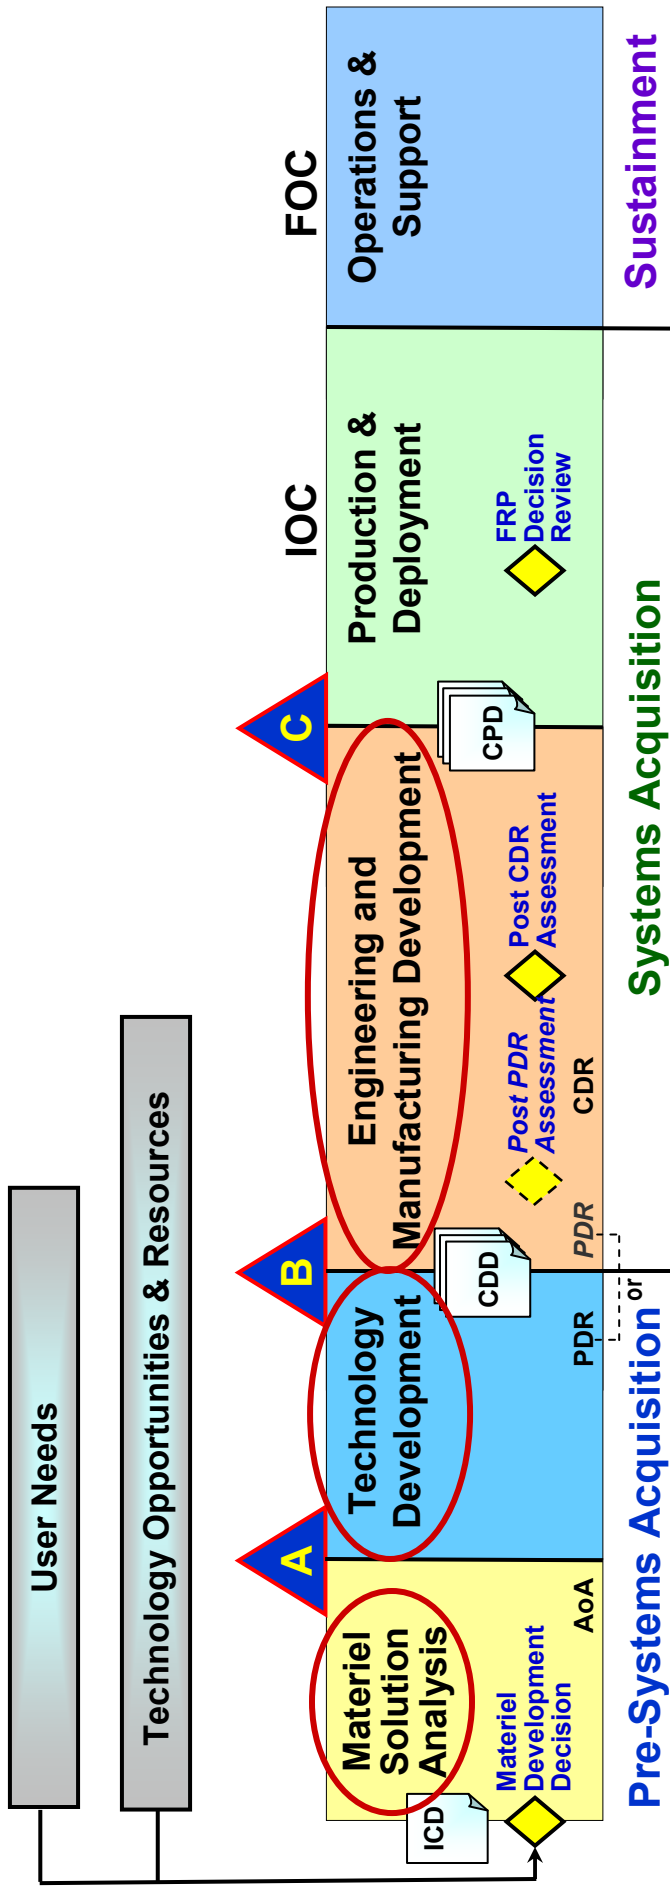 User Needs
Technology Opportunities & Resources
A
B
C
IOC
FOC
Materiel
Solution
Analysis
Technology
Development
Engineering and
Manufacturing Development
Production &
Deployment
Operations &
Support
ICD
CDD
CPD
Materiel
Development
Decision
Post PDR
Assessment
Post CDR
Assessment
FRP
Decision
Review
AoA
PDR
or
PDR
CDR
Pre-Systems Acquisition
Systems Acquisition
Sustainment